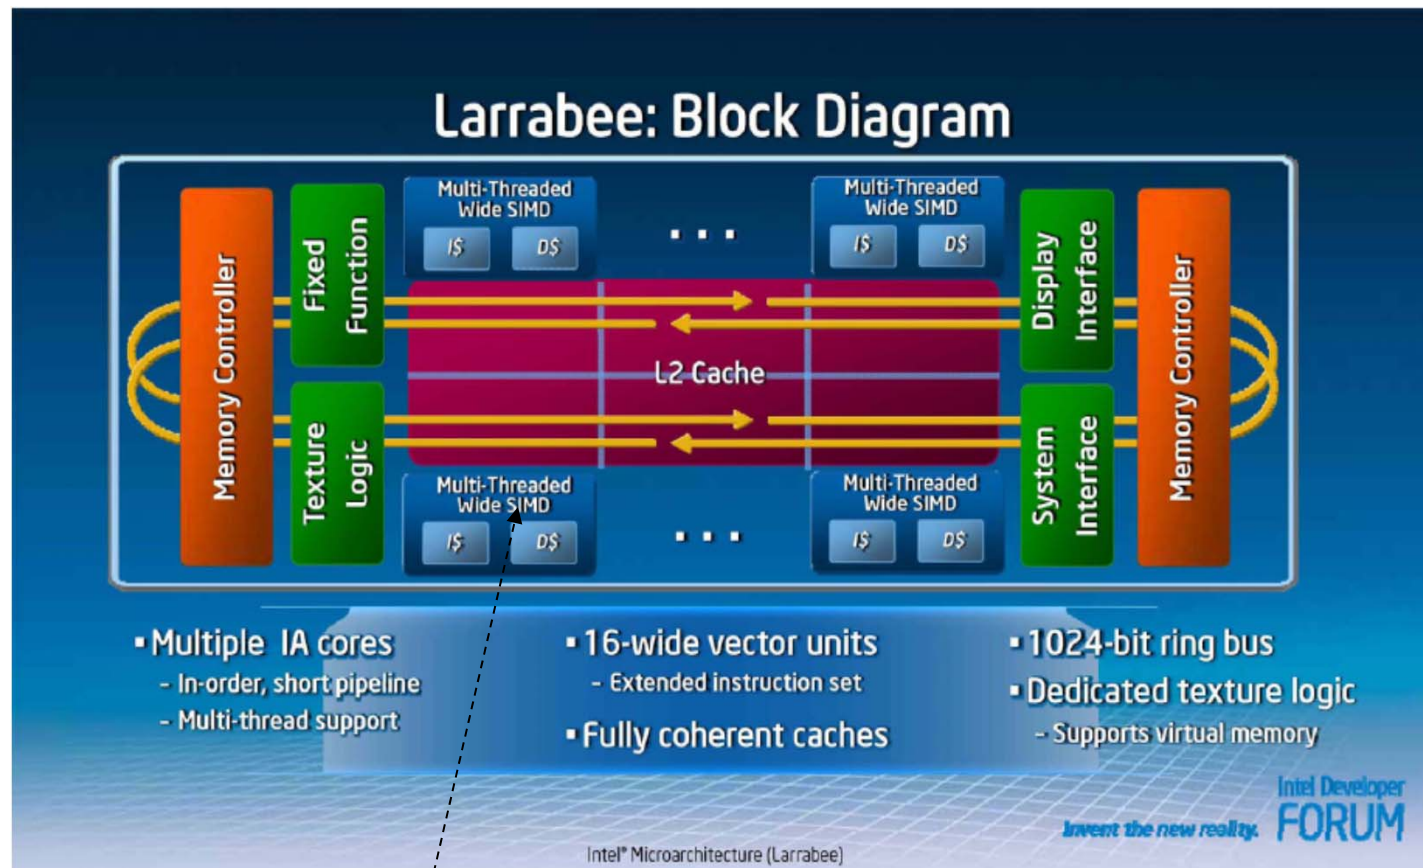 Larrabee: Block Diagram
Memory Controller
Fixed
Function
Texture
Logic
Multi-Threaded
Wide SIMD
I$ D$
. . .
Multi-Threaded
Wide SIMD
I$ D$
L2 Cache
Multi-Threaded
Wide SIMD
I$ D$
. . .
Multi-Threaded
Wide SIMD
I$ D$
Display
Interface
System
Interface
Memory Controller
▪ Multiple IA cores
– In-order, short pipeline
– Multi-thread support
▪ 16-wide vector units
– Extended instruction set
▪ Fully coherent caches
▪ 1024-bit ring bus
▪ Dedicated texture logic
– Supports virtual memory
Intel Developer
FORUM
Invent the new reality.
Intel® Microarchitecture (Larrabee)